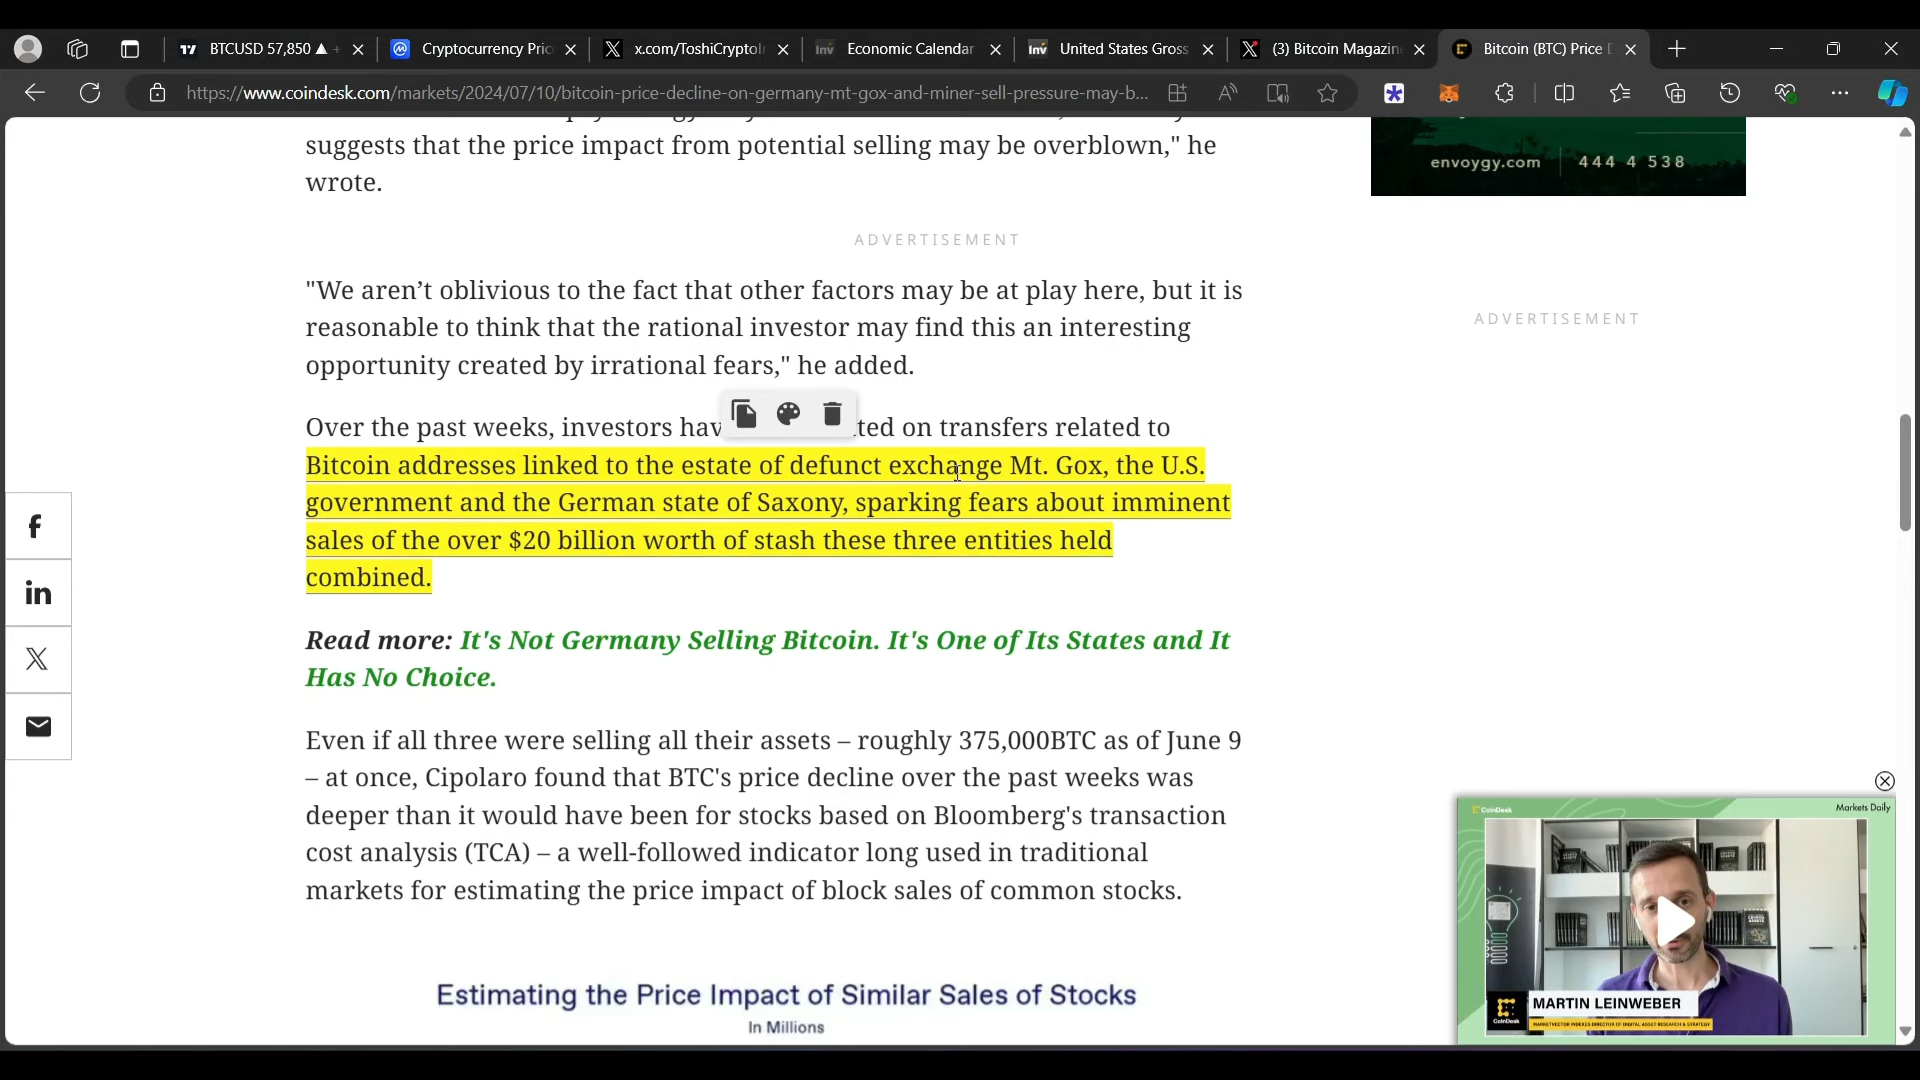 BTCUSD 57,850 ▲
Cryptocurrency Pric
x.com/ToshiCryptoI
Economic Calendar
United States Gross
(3) Bitcoin Magazin
Bitcoin (BTC) Price
https://www.coindesk.com/markets/2024/07/10/bitcoin-price-decline-on-germany-mt-gox-and-miner-sell-pressure-may-b...
suggests that the price impact from potential selling may be overblown," he
wrote.
envoygy.com | 444 4 538
ADVERTISEMENT
"We aren’t oblivious to the fact that other factors may be at play here, but it is
reasonable to think that the rational investor may find this an interesting
opportunity created by irrational fears," he added.
ADVERTISEMENT
Over the past weeks, investors hav ted on transfers related to
Bitcoin addresses linked to the estate of defunct exchange Mt. Gox, the U.S.
government and the German state of Saxony, sparking fears about imminent
sales of the over $20 billion worth of stash these three entities held
combined.
Read more: It's Not Germany Selling Bitcoin. It's One of Its States and It
Has No Choice.
Even if all three were selling all their assets – roughly 375,000BTC as of June 9
– at once, Cipolaro found that BTC's price decline over the past weeks was
deeper than it would have been for stocks based on Bloomberg's transaction
cost analysis (TCA) – a well-followed indicator long used in traditional
markets for estimating the price impact of block sales of common stocks.
Estimating the Price Impact of Similar Sales of Stocks
In Millions
CoinDesk
Markets Daily
CoinDesk
MARTIN LEINWEBER
MARKETVECTOR INDEXES DIRECTOR OF DIGITAL ASSET RESEARCH & STRATEGY